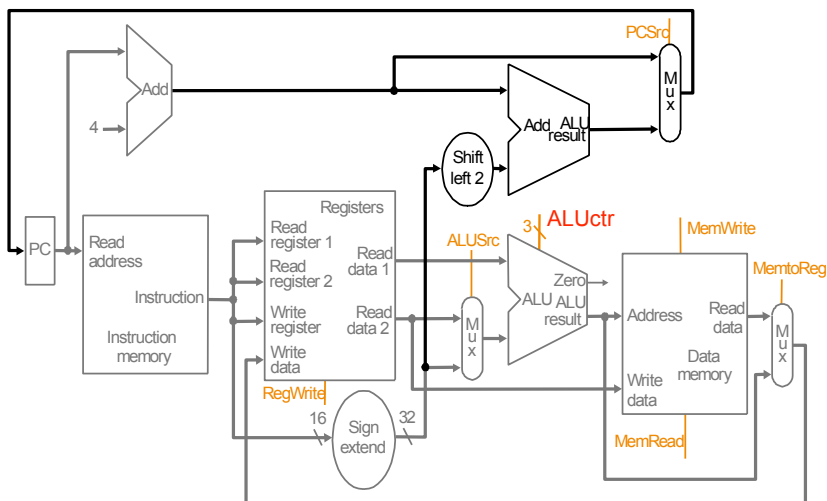 PCSrc
M
u
x
Add
4
Add
ALU
result
Shift
left 2
PC
Read
address
Instruction
Instruction
memory
Registers
Read
register 1
Read
register 2
Write
register
Write
data
Read
data 1
Read
data 2
RegWrite
16
Sign
extend
32
ALUSrc
M
u
x
3
ALUctr
Zero
ALU
ALU
result
MemWrite
Address
Read
data
Data
memory
Write
data
MemRead
MemtoReg
M
u
x